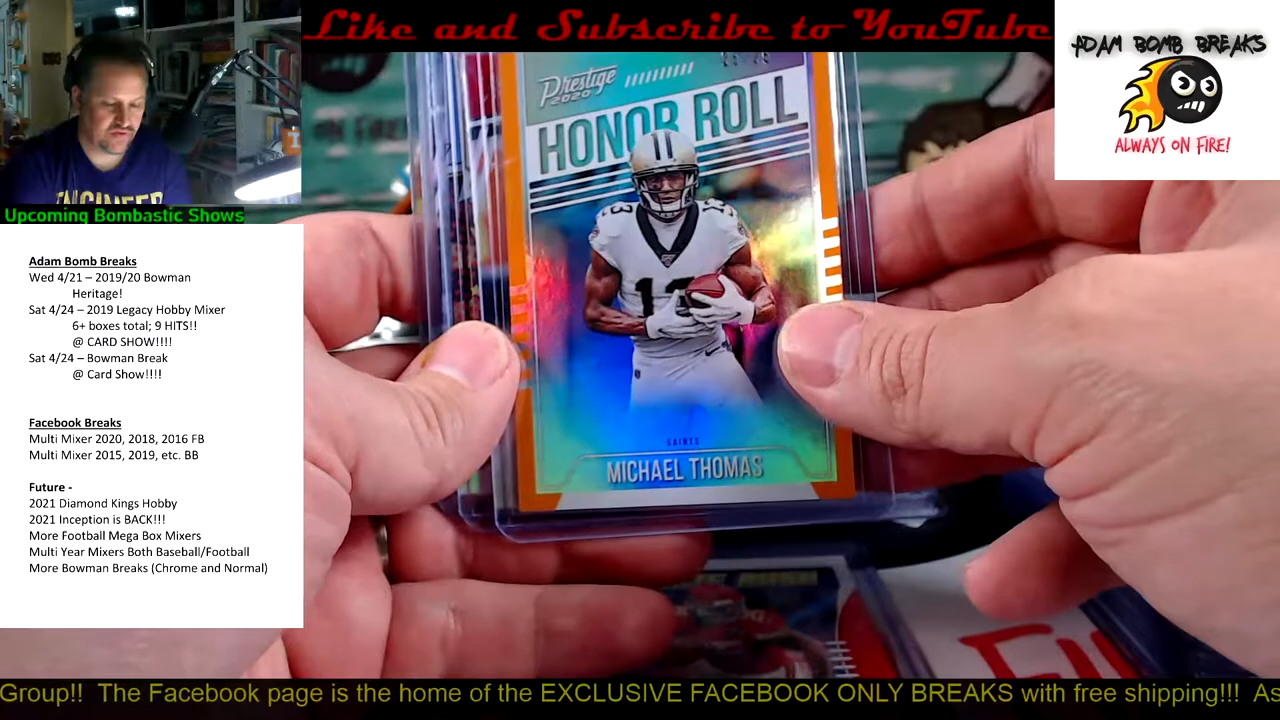 Like and Subscribe to YouTube
ADAM BOMB BREAKS
ALWAYS ON FIRE!
Prestige
2020
HONOR ROLL
13
13
SAINTS
MICHAEL THOMAS
ENGINEER
Upcoming Bombastic Shows
Adam Bomb Breaks
Wed 4/21 – 2019/20 Bowman
Heritage!
Sat 4/24 – 2019 Legacy Hobby Mixer
6+ boxes total; 9 HITS!!
@ CARD SHOW!!!!
Sat 4/24 – Bowman Break
@ Card Show!!!!
Facebook Breaks
Multi Mixer 2020, 2018, 2016 FB
Multi Mixer 2015, 2019, etc. BB
Future -
2021 Diamond Kings Hobby
2021 Inception is BACK!!!
More Football Mega Box Mixers
Multi Year Mixers Both Baseball/Football
More Bowman Breaks (Chrome and Normal)
Group!! The Facebook page is the home of the EXCLUSIVE FACEBOOK ONLY BREAKS with free shipping!!! As